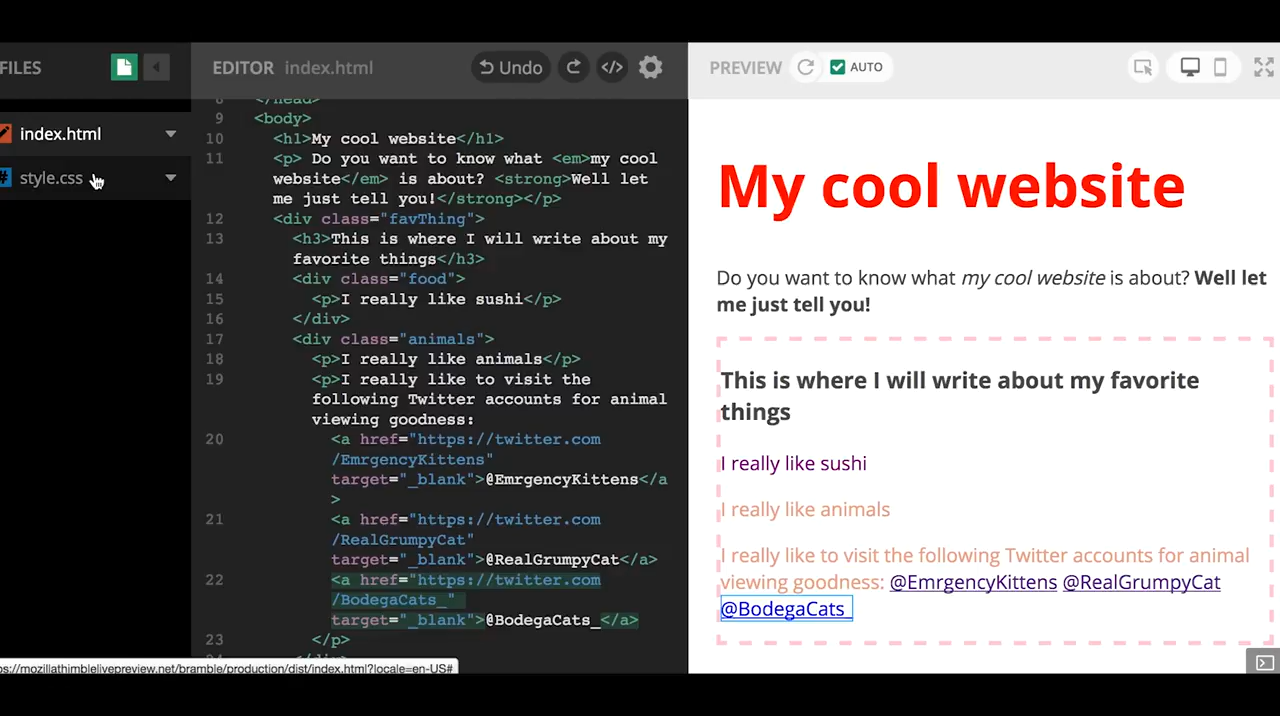 FILES
index.html
style.css
EDITOR index.html
Undo
8 </head>
9 <body>
10 <h1>My cool website</h1>
11 <p> Do you want to know what <em>my cool
website</em> is about? <strong>Well let
me just tell you!</strong></p>
12 <div class="favThing">
13 <h3>This is where I will write about my
favorite things</h3>
14 <div class="food">
15 <p>I really like sushi</p>
16 </div>
17 <div class="animals">
18 <p>I really like animals</p>
19 <p>I really like to visit the
following Twitter accounts for animal
viewing goodness:
20 <a href="https://twitter.com
/EmrgencyKittens"
target="_blank">@EmrgencyKittens</a
>
21 <a href="https://twitter.com
/RealGrumpyCat"
target="_blank">@RealGrumpyCat</a>
22 <a href="https://twitter.com
/BodegaCats_"
target="_blank">@BodegaCats_</a>
23 </p>
24 </div>
ps://mozillathimblelivepreview.net/bramble/production/dist/index.html?locale=en-US#
PREVIEW
AUTO
My cool website
Do you want to know what my cool website is about? Well let
me just tell you!
This is where I will write about my favorite
things
I really like sushi
I really like animals
I really like to visit the following Twitter accounts for animal
viewing goodness: @EmrgencyKittens @RealGrumpyCat
@BodegaCats_